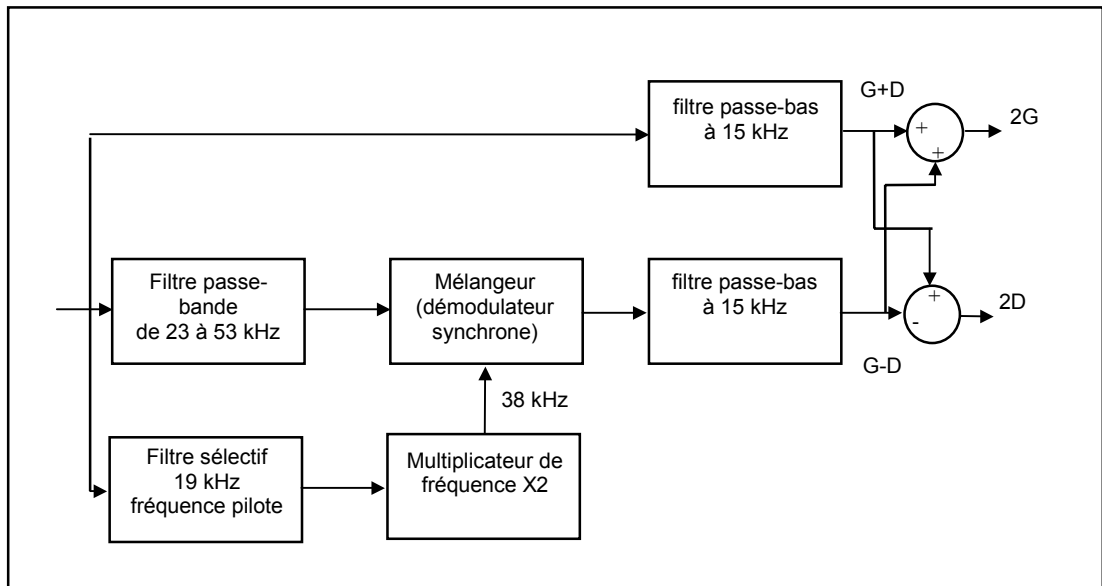 filtre passe-bas
à 15 kHz
G+D
+
+
2G
Filtre passe-
bande
de 23 à 53 kHz
Mélangeur
(démodulateur
synchrone)
filtre passe-bas
à 15 kHz
+
-
2D
G-D
38 kHz
Filtre sélectif
19 kHz
fréquence pilote
Multiplicateur de
fréquence X2